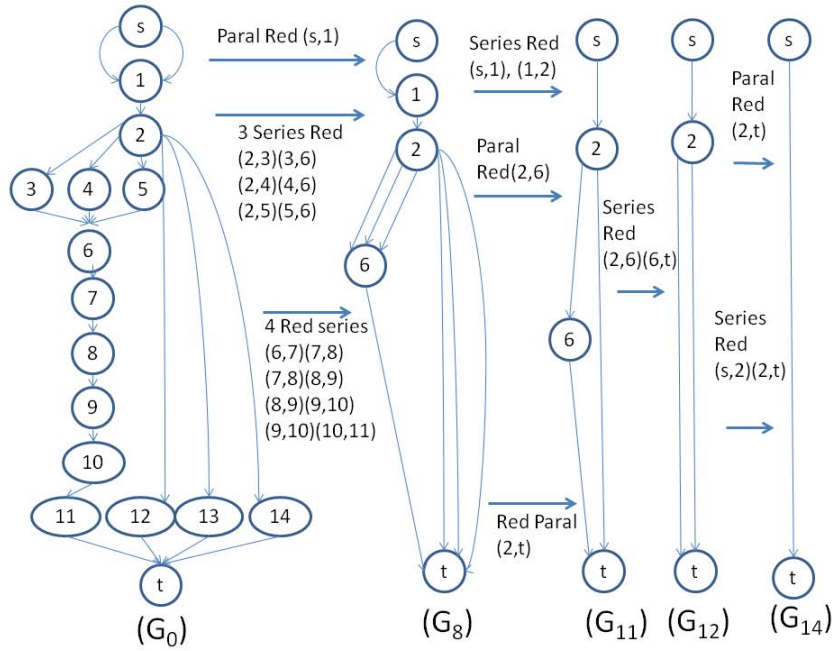 s
Paral Red (s,1)
1
2
3 Series Red
(2,3)(3,6)
(2,4)(4,6)
(2,5)(5,6)
3
4
5
6
7
8
9
10
11
12
13
14
t
(G0)
4 Red series
(6,7)(7,8)
(7,8)(8,9)
(8,9)(9,10)
(9,10)(10,11)
s
1
2
6
t
(G8)
Series Red
(s,1), (1,2)
Paral
Red(2,6)
Red Paral
(2,t)
s
2
6
t
(G11)
Series
Red
(2,6)(6,t)
s
2
t
(G12)
Paral
Red
(2,t)
Series
Red
(s,2)(2,t)
s
t
(G14)